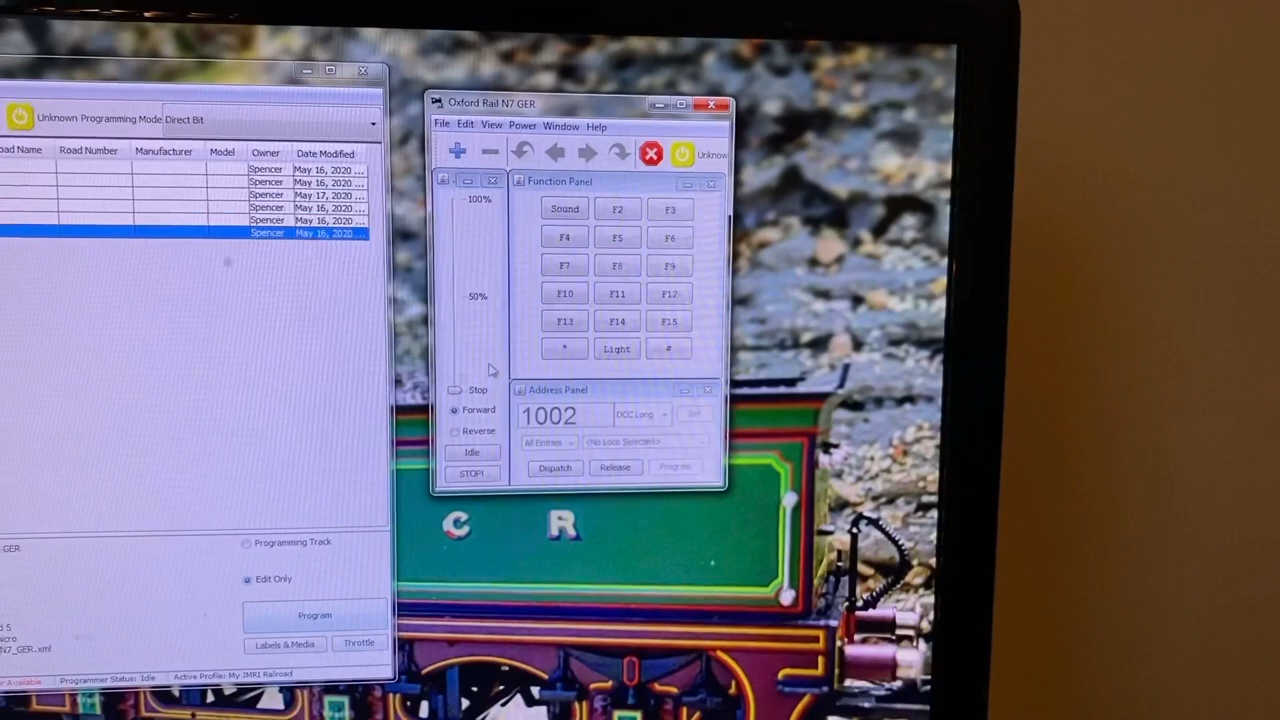 Unknown Programming Mode Direct Bit
Road Number Manufacturer Model Owner Date Modified
Spencer May 16, 2020 ...
Spencer May 16, 2020 ...
Spencer May 17, 2020 ...
Spencer May 16, 2020 ...
Spencer May 16, 2020 ...
Spencer May 16, 2020 ...
GER
Programming Track
Edit Only
Program
Labels & Media Throttle
N7_GER.xml
Available Programmer Status: Idle Active Profile: My JMRI Railroad
Oxford Rail N7 GER
File Edit View Power Window Help
Unknow
100%
50%
Stop
Forward
Reverse
Idle
STOP!
Function Panel
Sound F2 F3
F4 F5 F6
F7 F8 F9
F10 F11 F12
F13 F14 F15
* Light #
Address Panel
1002 DCC Long Set
All Entries <No Loco Selected>
Dispatch Release Program
C R